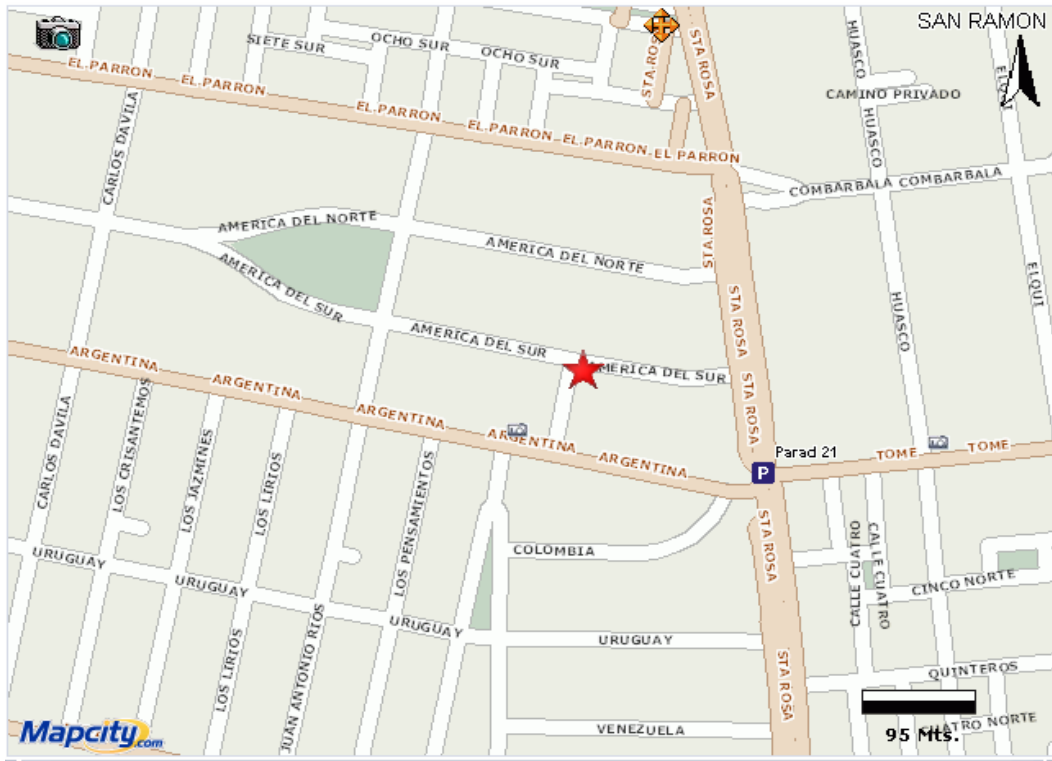 SAN RAMON
SIETE SUR
OCHO SUR
OCHO SUR
STA.ROSA
STA.ROSA
HUASCO
ELQUI
CAMINO PRIVADO
EL PARRON
EL PARRON
EL PARRON
EL PARRON
EL PARRON
EL PARRON
CARLOS DAVILA
HUASCO
COMBARBALA
COMBARBALA
AMERICA DEL NORTE
AMERICA DEL NORTE
STA.ROSA
AMERICA DEL SUR
ELQUI
STA ROSA
HUASCO
AMERICA DEL SUR
AMERICA DEL SUR
STA ROSA
ARGENTINA
ARGENTINA
ARGENTINA
ARGENTINA
ARGENTINA
CARLOS DAVILA
LOS CRISANTEMOS
LOS JAZMINES
LOS LIRIOS
LOS PENSAMIENTOS
Parad 21
P
TOME
TOME
STA ROSA
COLOMBIA
CALLE CUATRO
CALLE CUATRO
CINCO NORTE
URUGUAY
URUGUAY
URUGUAY
URUGUAY
LOS LIRIOS
JUAN ANTONIO RIOS
STA ROSA
QUINTEROS
VENEZUELA
CUATRO NORTE
95 Mts.
Mapcity.com